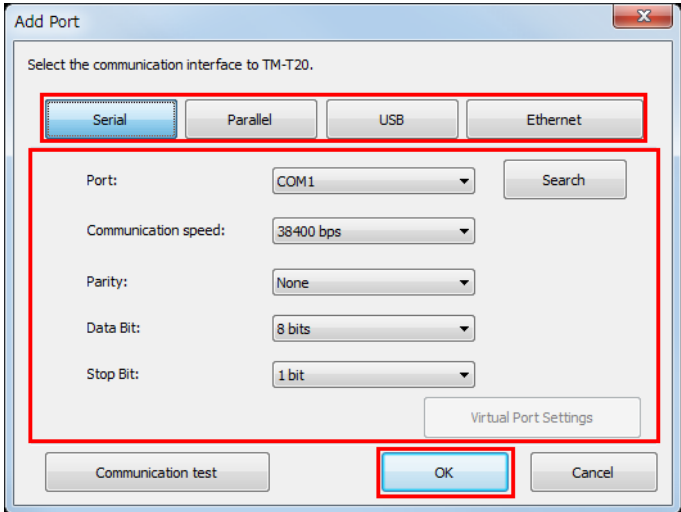 Add Port
Select the communication interface to TM-T20.
Serial Parallel USB Ethernet
Port: COM1 Search
Communication speed: 38400 bps
Parity: None
Data Bit: 8 bits
Stop Bit: 1 bit
Virtual Port Settings
Communication test OK Cancel